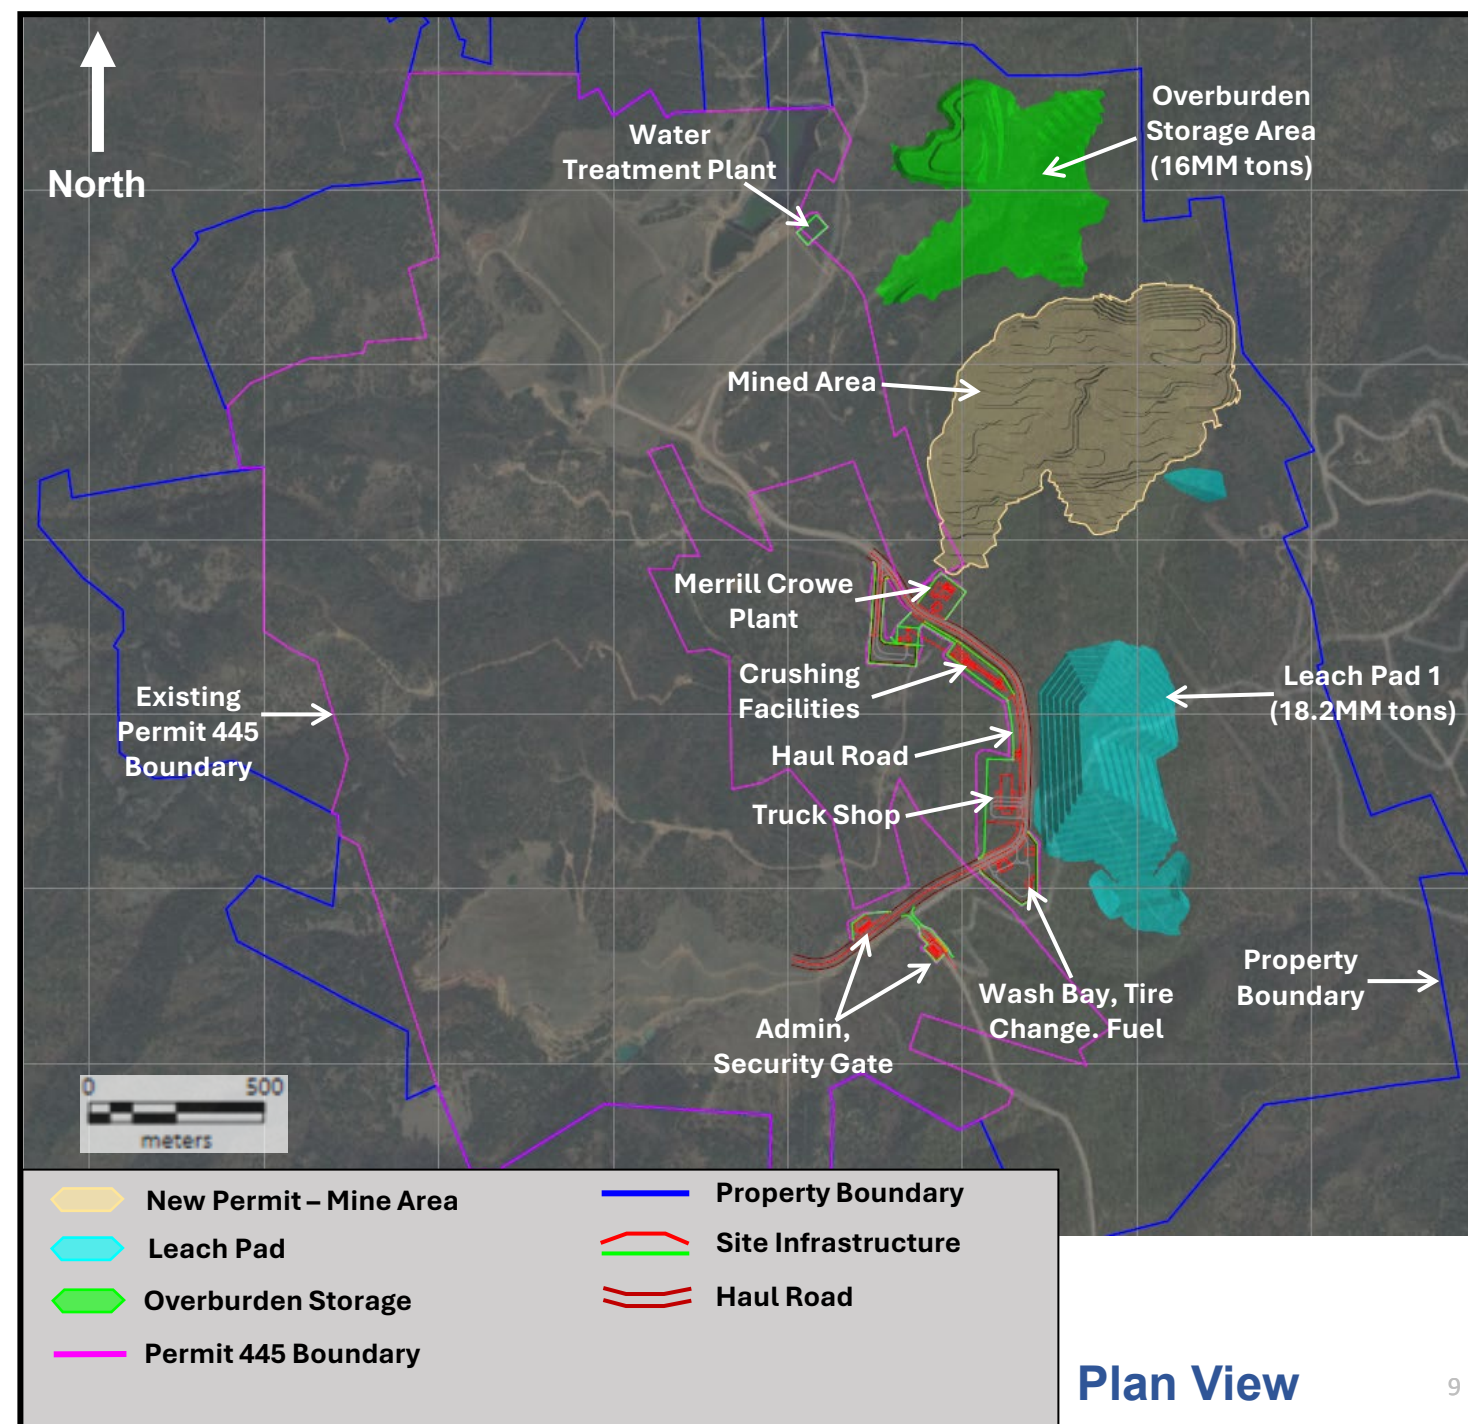 North
Overburden
Storage Area
(16MM tons)
Water
Treatment Plant
Mined Area
Merrill Crowe
Plant
Crushing
Facilities
Leach Pad 1
(18.2MM tons)
Existing
Permit 445
Boundary
Haul Road
Truck Shop
Property
Boundary
Wash Bay, Tire
Change. Fuel
Admin,
Security Gate
0 500
meters
New Permit – Mine Area
Leach Pad
Overburden Storage
Permit 445 Boundary
Property Boundary
Site Infrastructure
Haul Road
Plan View
9